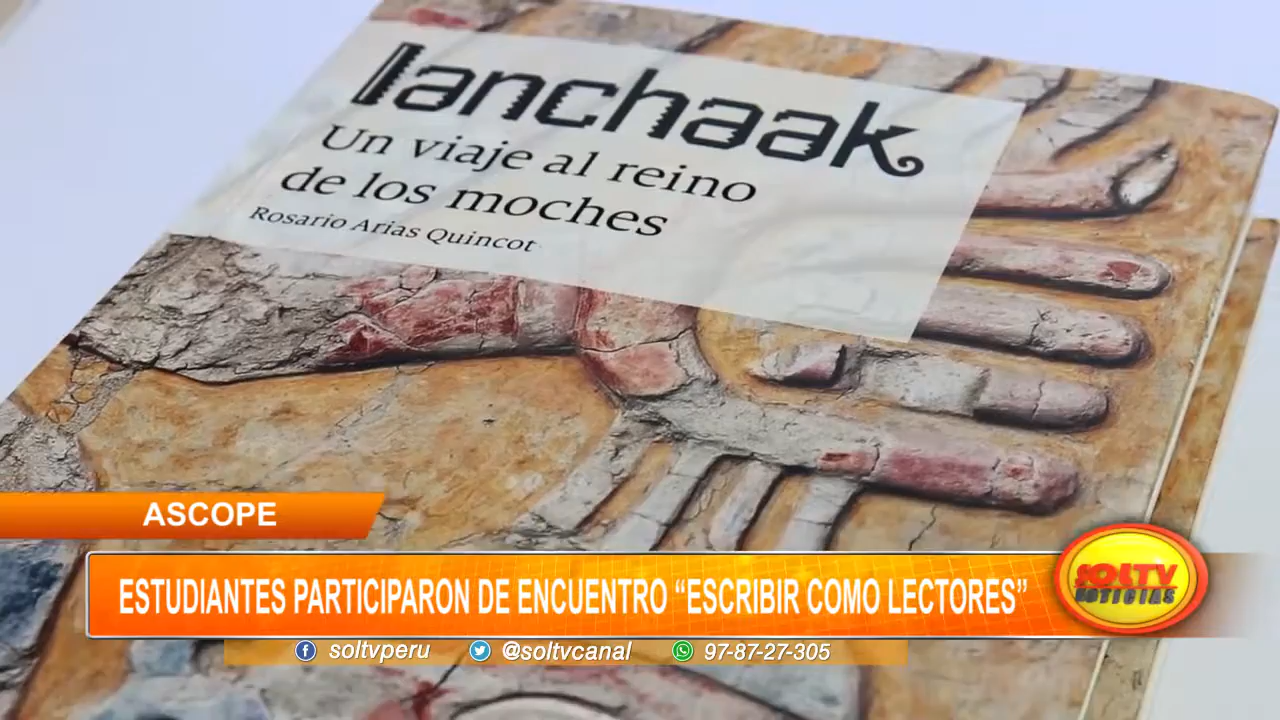 Ianchaak
Un viaje al reino
de los moches
Rosario Arias Quincot
ASCOPE
ESTUDIANTES PARTICIPARON DE ENCUENTRO “ESCRIBIR COMO LECTORES”
SOLTV
NOTICIAS
soltvperu
@soltvcanal
97-87-27-305